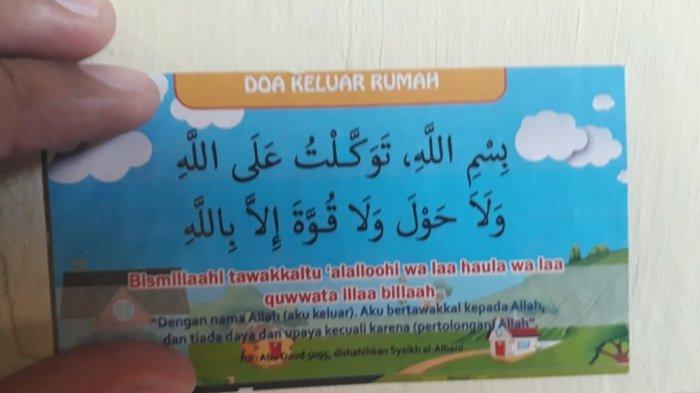 DOA KELUAR RUMAH
بِسْمِ اللَّهِ، تَوَكَّلْتُ عَلَى اللَّهِ
وَلَا حَوْلَ وَلَا قُوَّةَ إِلاَّ بِاللَّهِ
Bismillaahi tawakkaltu 'alalloohi wa laa haula wa laa
quwwata illaa billaah
"Dengan nama Allah (aku keluar). Aku bertawakkal kepada Allah,
dan tiada daya dan upaya kecuali karena (pertolongan) Allah".
HR. Abu Daud 5095, dishahihkan Syaikh al-Albani